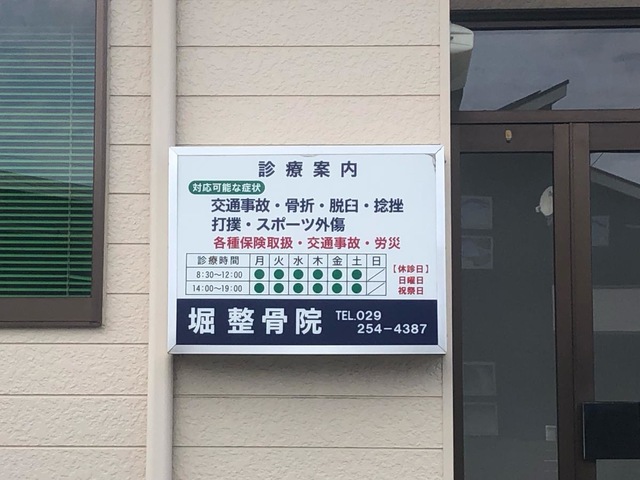 診療案内
対応可能な症状
交通事故・骨折・脱臼・捻挫
打撲・スポーツ外傷
各種保険取扱・交通事故・労災
診療時間 月 火 水 木 金 土 日
8:30～12:00 ● ● ● ● ● ● ／
14:00～19:00 ● ● ● ● ● ● ／
【休診日】
日曜日
祝祭日
堀 整骨院 TEL.029
254-4387